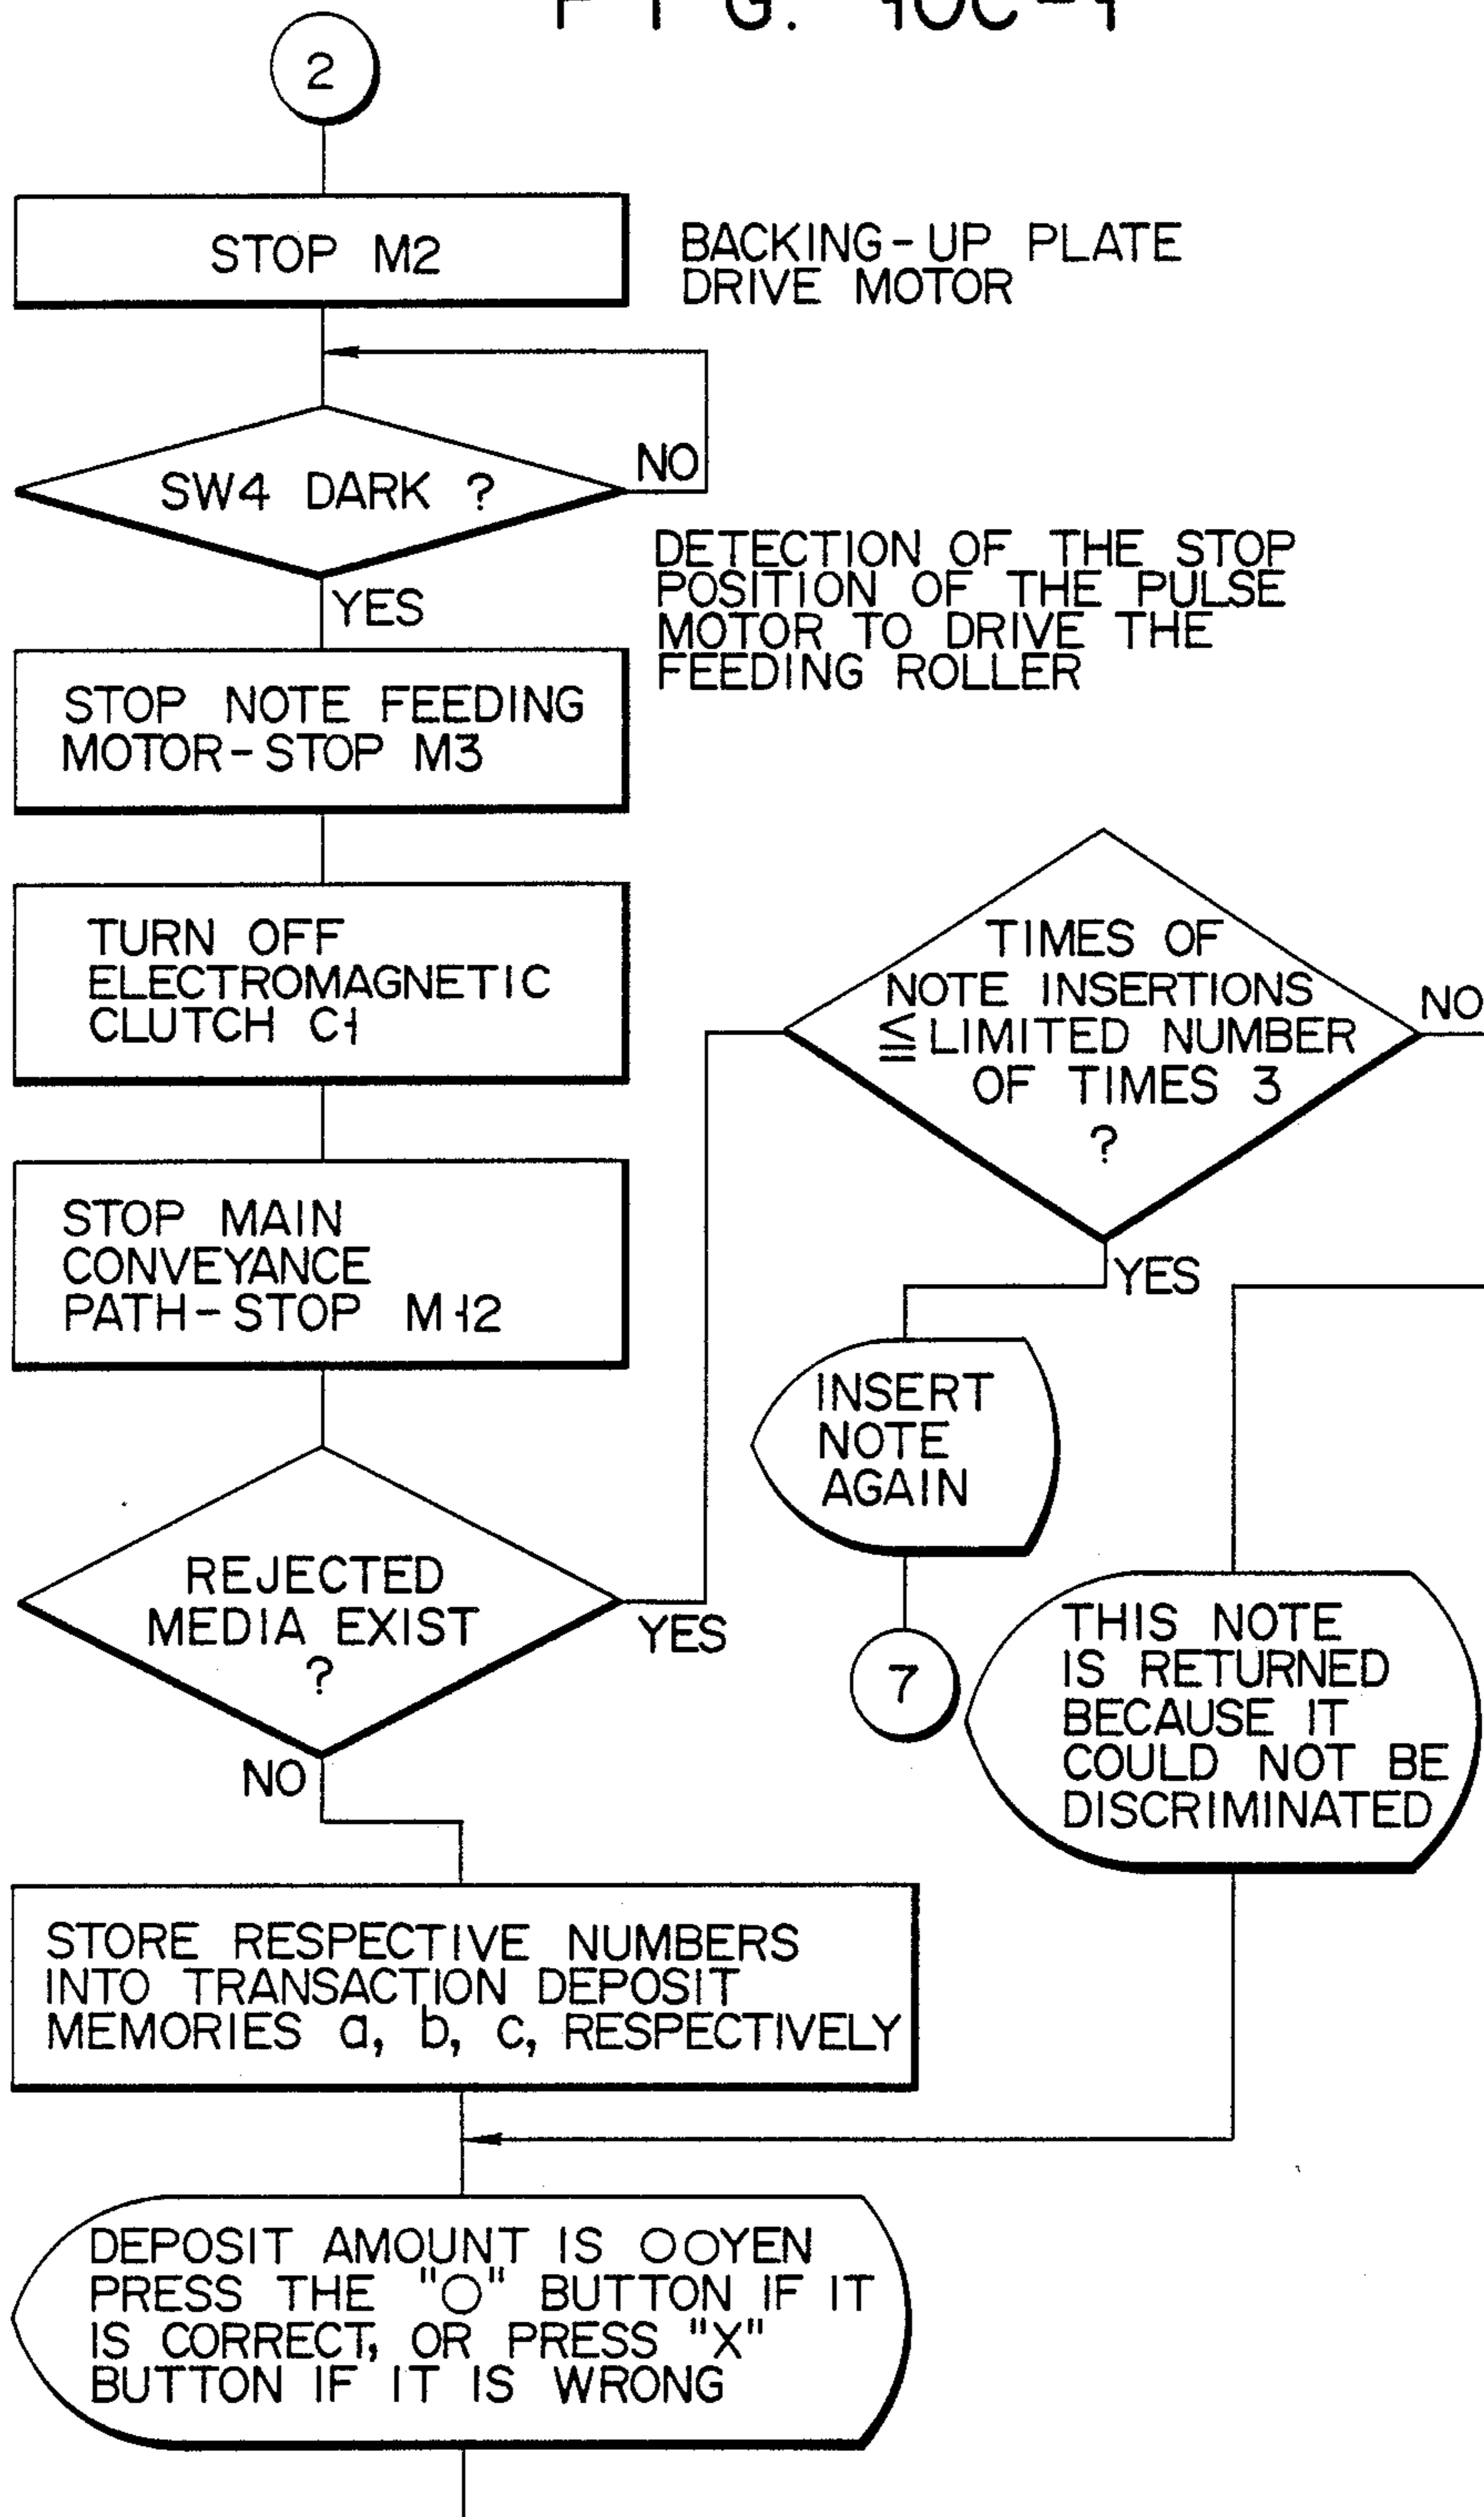 FIG. 10C-1
2
STOP M2
BACKING-UP PLATE
DRIVE MOTOR
SW4 DARK ?
NO
YES
DETECTION OF THE STOP
POSITION OF THE PULSE
MOTOR TO DRIVE THE
FEEDING ROLLER
STOP NOTE FEEDING
MOTOR-STOP M3
TURN OFF
ELECTROMAGNETIC
CLUTCH C1
STOP MAIN
CONVEYANCE
PATH-STOP M12
REJECTED
MEDIA EXIST
?
YES
NO
TIMES OF
NOTE INSERTIONS
≦ LIMITED NUMBER
OF TIMES 3
?
NO
YES
INSERT
NOTE
AGAIN
7
THIS NOTE
IS RETURNED
BECAUSE IT
COULD NOT BE
DISCRIMINATED
STORE RESPECTIVE NUMBERS
INTO TRANSACTION DEPOSIT
MEMORIES a, b, c, RESPECTIVELY
DEPOSIT AMOUNT IS ○○YEN
PRESS THE "○" BUTTON IF IT
IS CORRECT, OR PRESS "X"
BUTTON IF IT IS WRONG